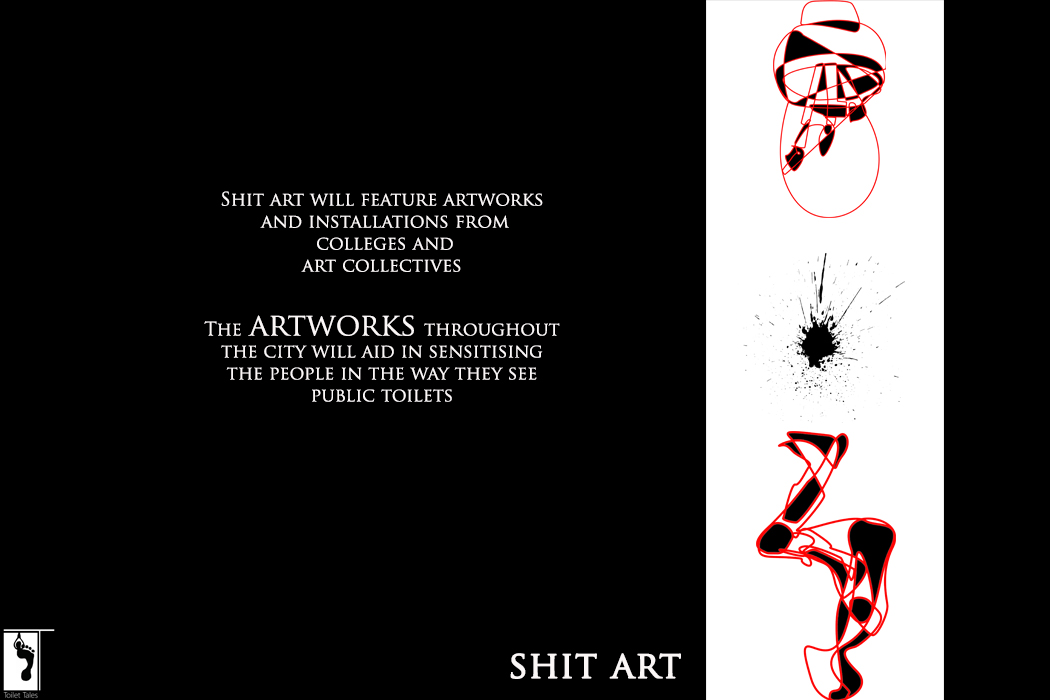 Shit art will feature artworks
and installations from
colleges and
art collectives
The ARTWORKS throughout
the city will aid in sensitising
the people in the way they see
public toilets
SHIT ART
Toilet Tales